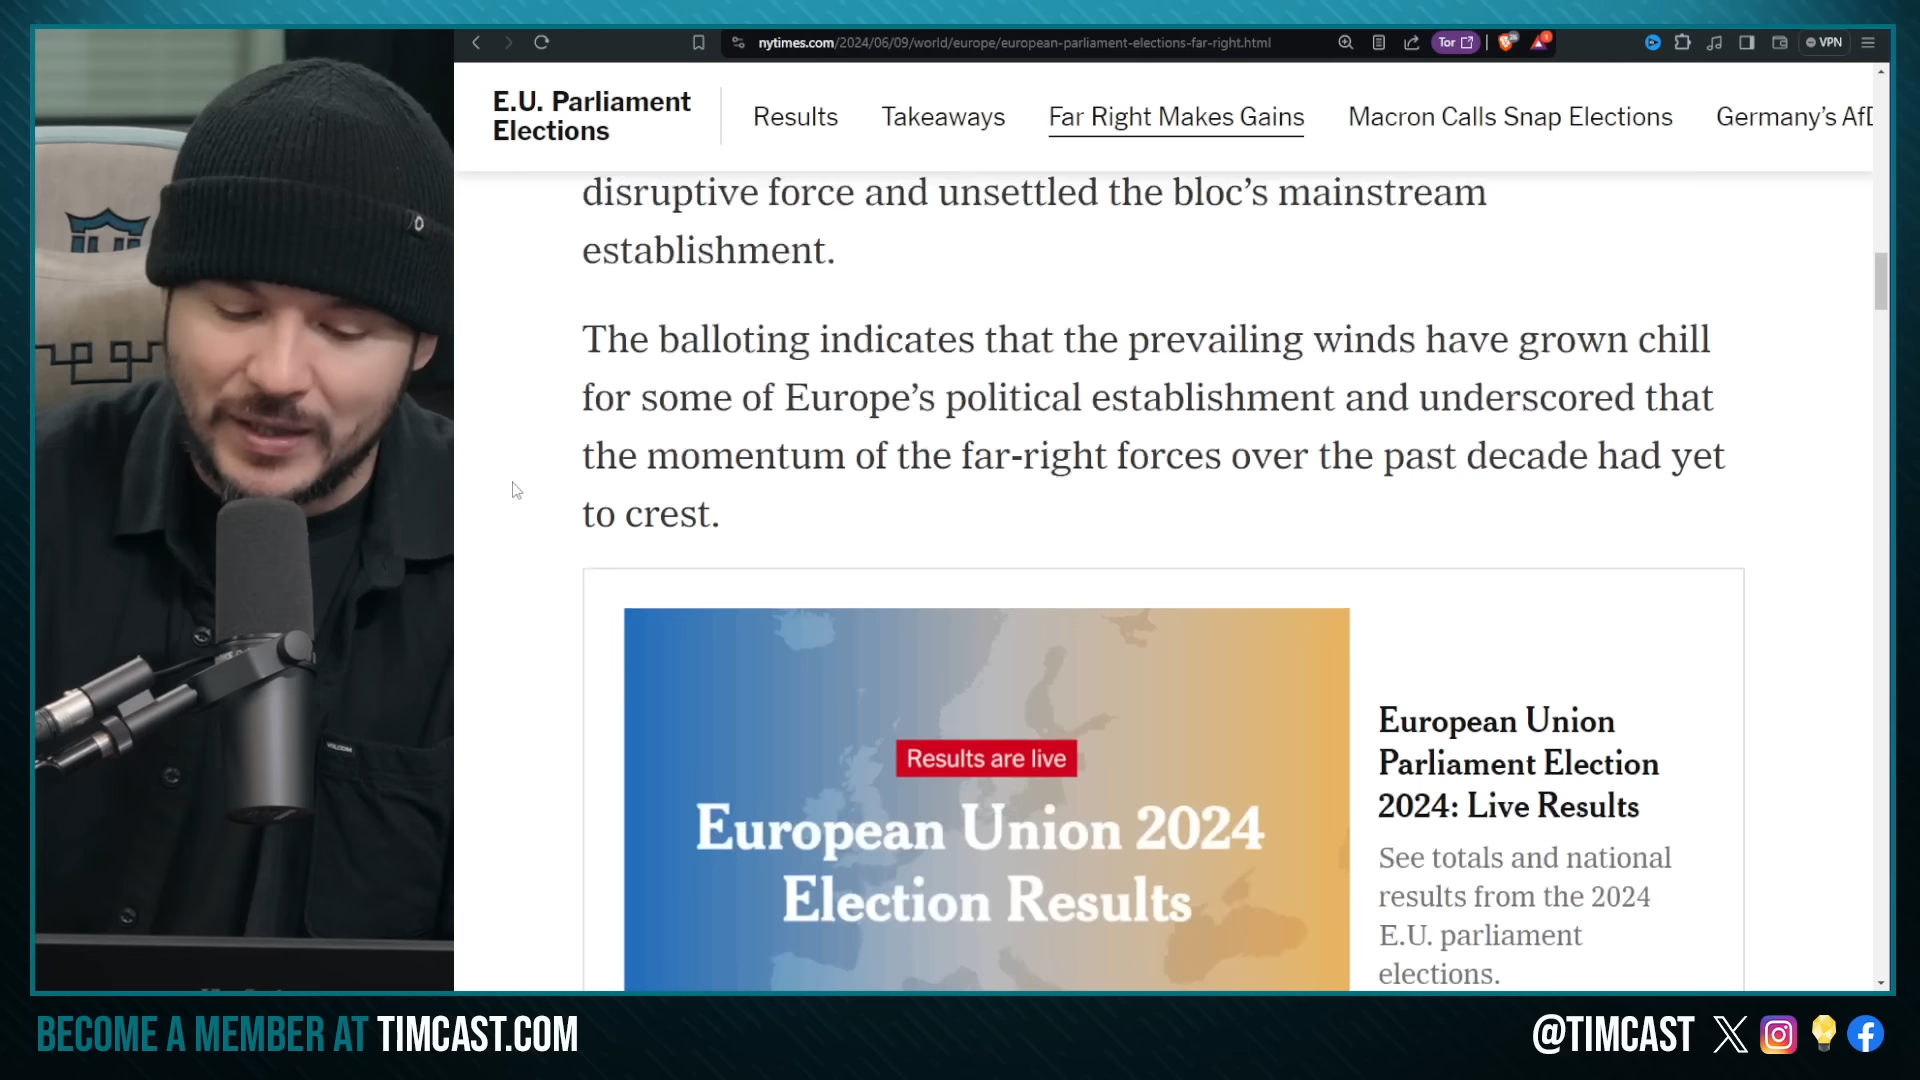 nytimes.com/2024/06/09/world/europe/european-parliament-elections-far-right.html
Tor
VPN
E.U. Parliament
Elections
Results
Takeaways
Far Right Makes Gains
Macron Calls Snap Elections
Germany’s AfD
disruptive force and unsettled the bloc’s mainstream
establishment.
The balloting indicates that the prevailing winds have grown chill
for some of Europe’s political establishment and underscored that
the momentum of the far-right forces over the past decade had yet
to crest.
Results are live
European Union 2024
Election Results
European Union
Parliament Election
2024: Live Results
See totals and national
results from the 2024
E.U. parliament
elections.
VOLCOM
BECOME A MEMBER AT TIMCAST.COM
@TIMCAST